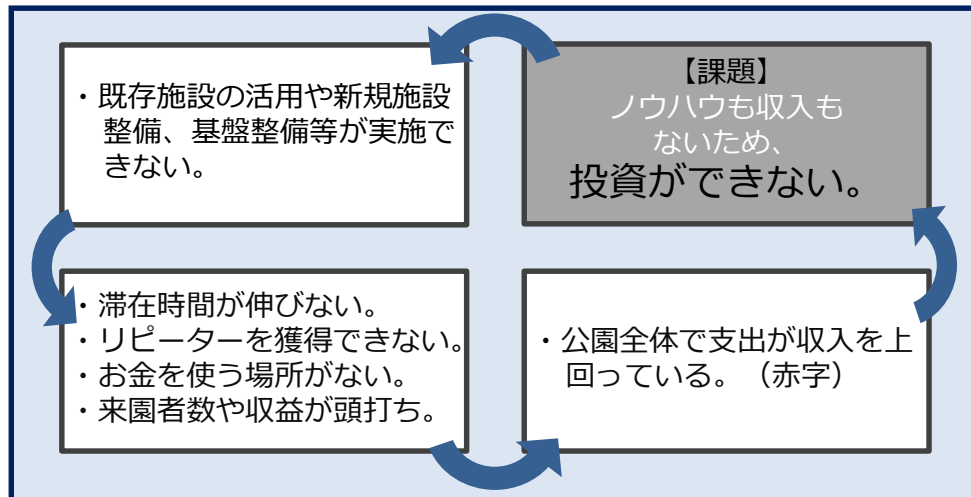 ・既存施設の活用や新規施設
整備、基盤整備等が実施で
きない。
【課題】
ノウハウも収入も
ないため、
投資ができない。
・滞在時間が伸びない。
・リピーターを獲得できない。
・お金を使う場所がない。
・来園者数や収益が頭打ち。
・公園全体で支出が収入を上
回っている。（赤字）